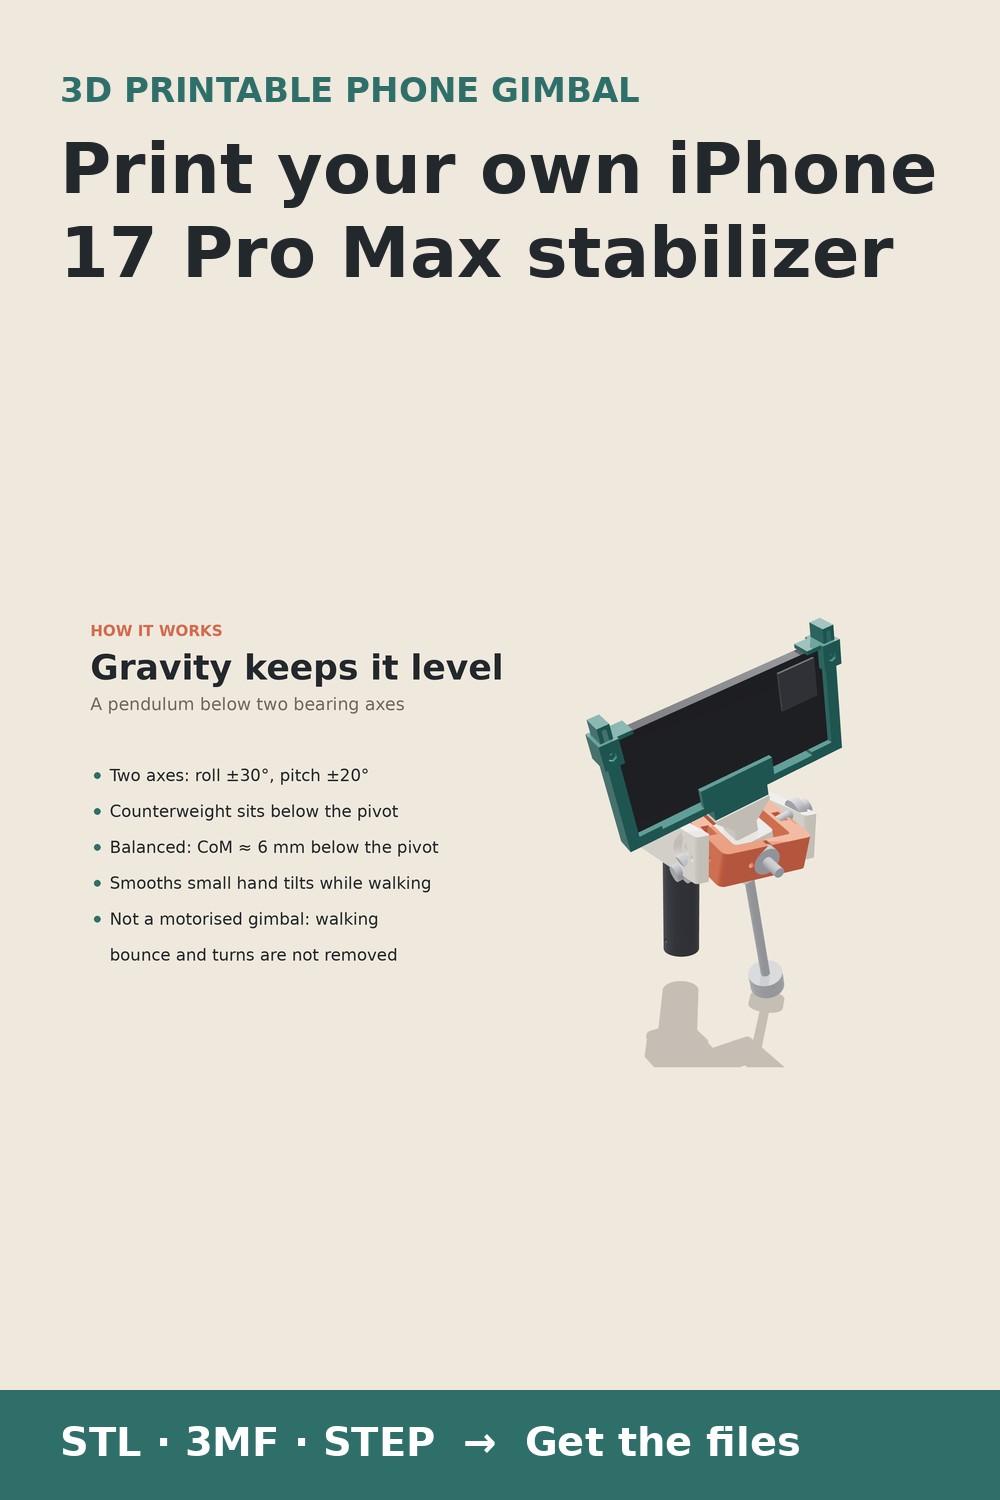 3D PRINTABLE PHONE GIMBAL
Print your own iPhone
17 Pro Max stabilizer
HOW IT WORKS
Gravity keeps it level
A pendulum below two bearing axes
• Two axes: roll ±30°, pitch ±20°
• Counterweight sits below the pivot
• Balanced: CoM ≈ 6 mm below the pivot
• Smooths small hand tilts while walking
• Not a motorised gimbal: walking
bounce and turns are not removed
STL · 3MF · STEP → Get the files